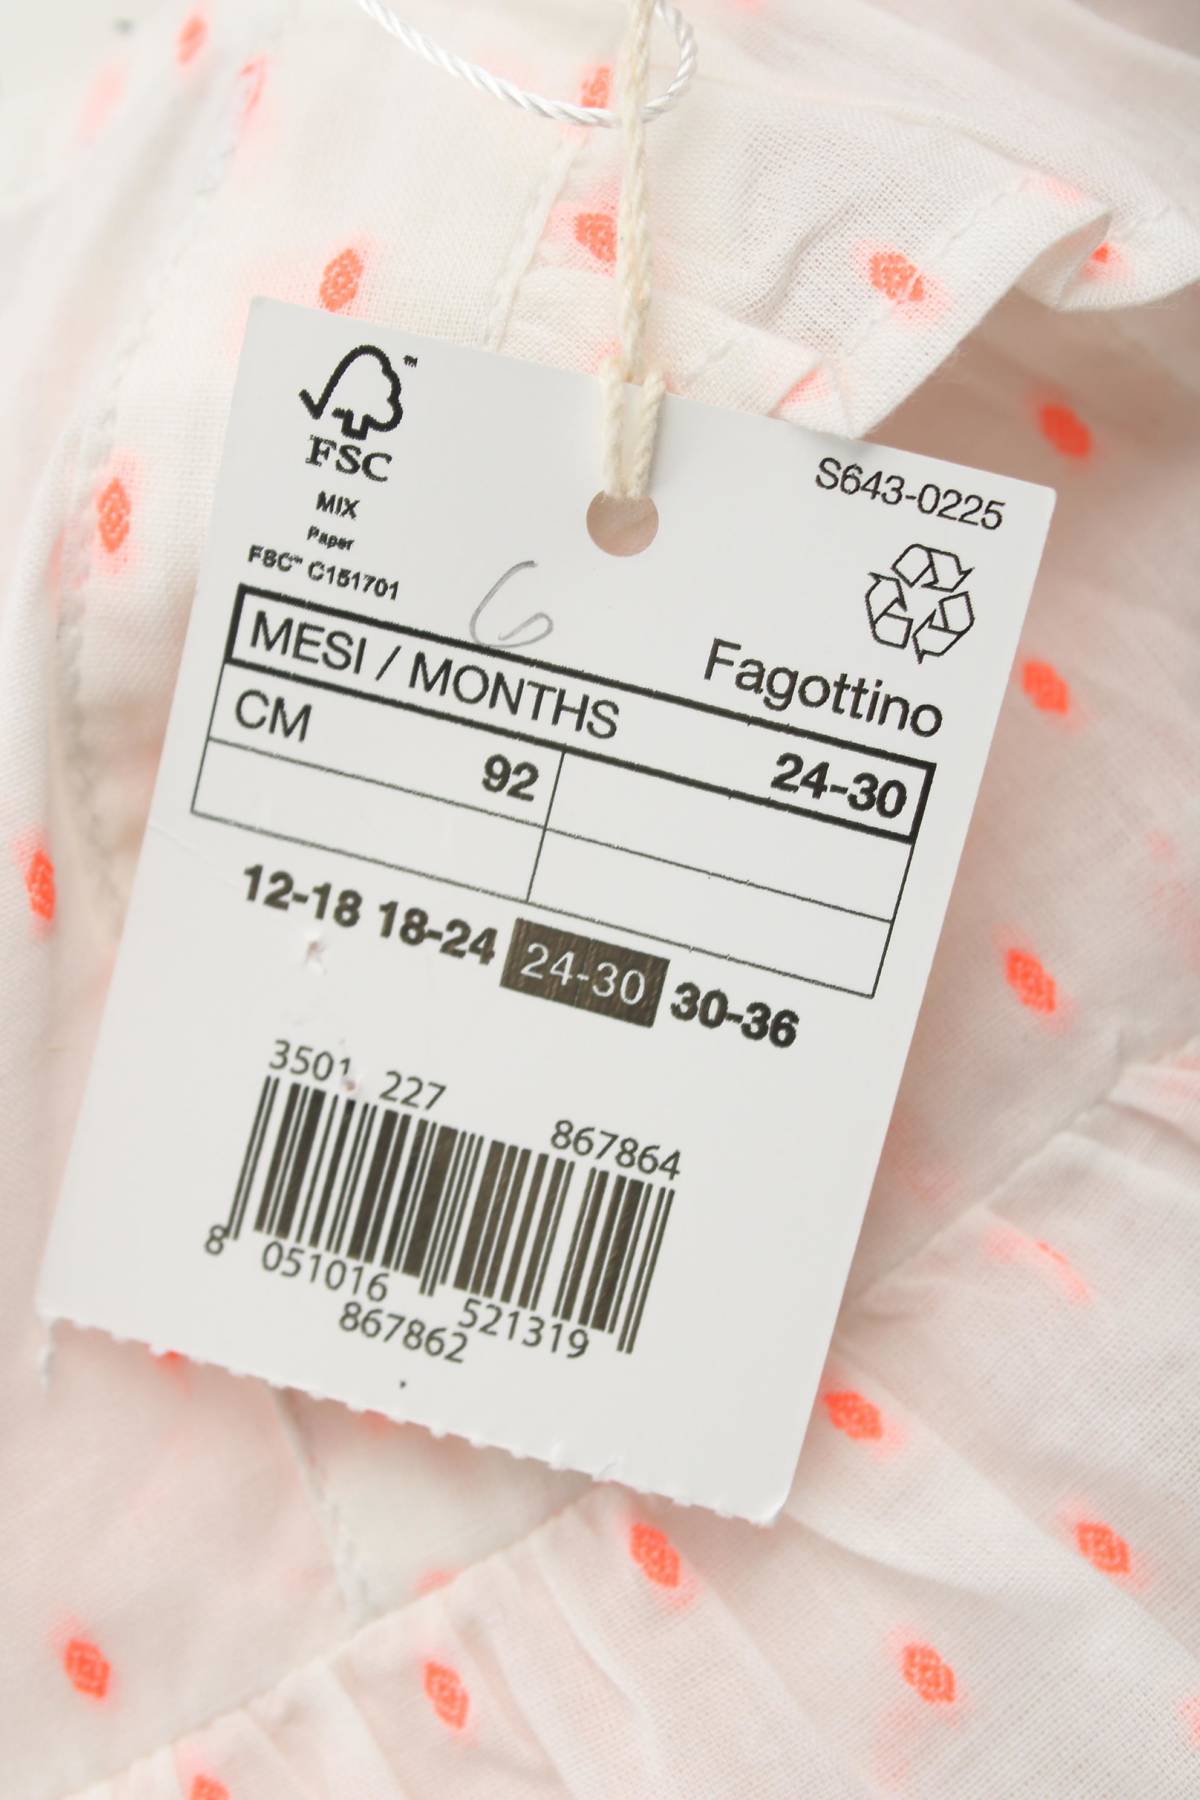 FSC™
MIX
Paper
FSC™ C151701
S643-0225
6
Fagottino
MESI / MONTHS 24-30
CM 92
12-18 18-24 24-30 30-36
3501 227 867864
8 051016 521319
867862